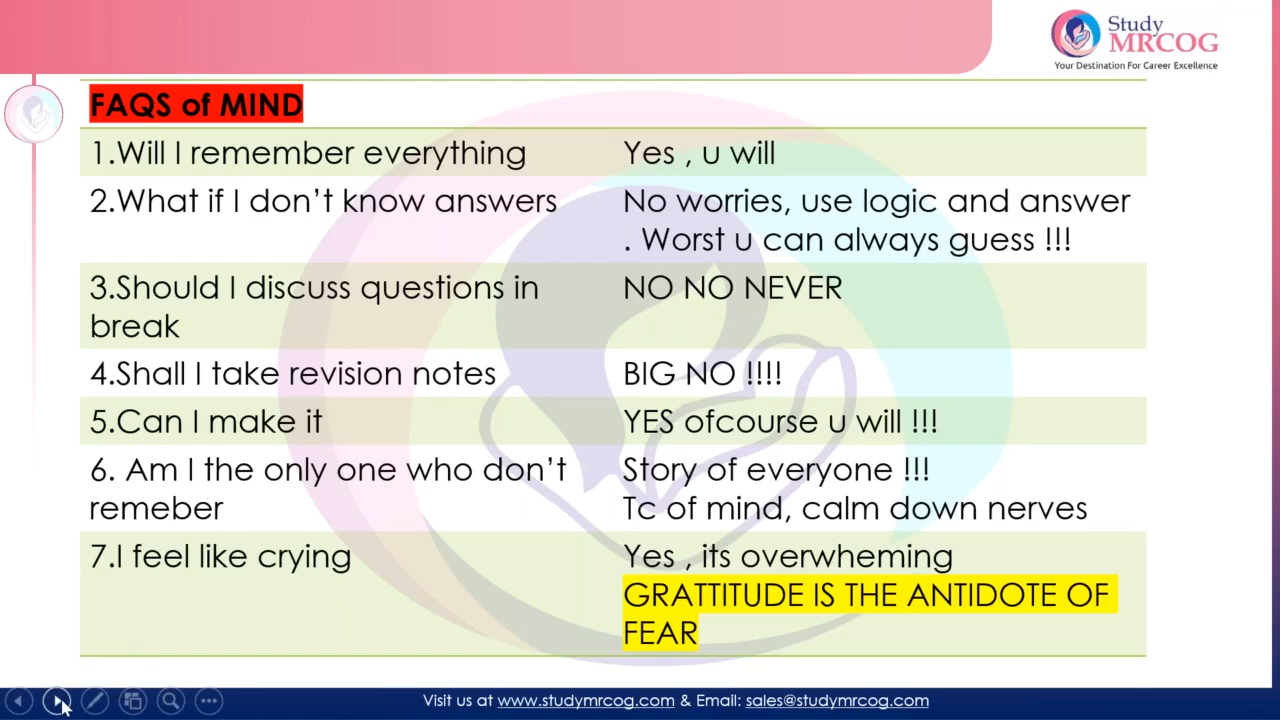 Study
MRCOG
Your Destination For Career Excellence
FAQS of MIND
1.Will I remember everything
Yes , u will
2.What if I don’t know answers
No worries, use logic and answer
. Worst u can always guess !!!
3.Should I discuss questions in
break
NO NO NEVER
4.Shall I take revision notes
BIG NO !!!!
5.Can I make it
YES ofcourse u will !!!
6. Am I the only one who don’t
remeber
Story of everyone !!!
Tc of mind, calm down nerves
7.I feel like crying
Yes , its overwheming
GRATTITUDE IS THE ANTIDOTE OF
FEAR
Visit us at www.studymrcog.com & Email: sales@studymrcog.com